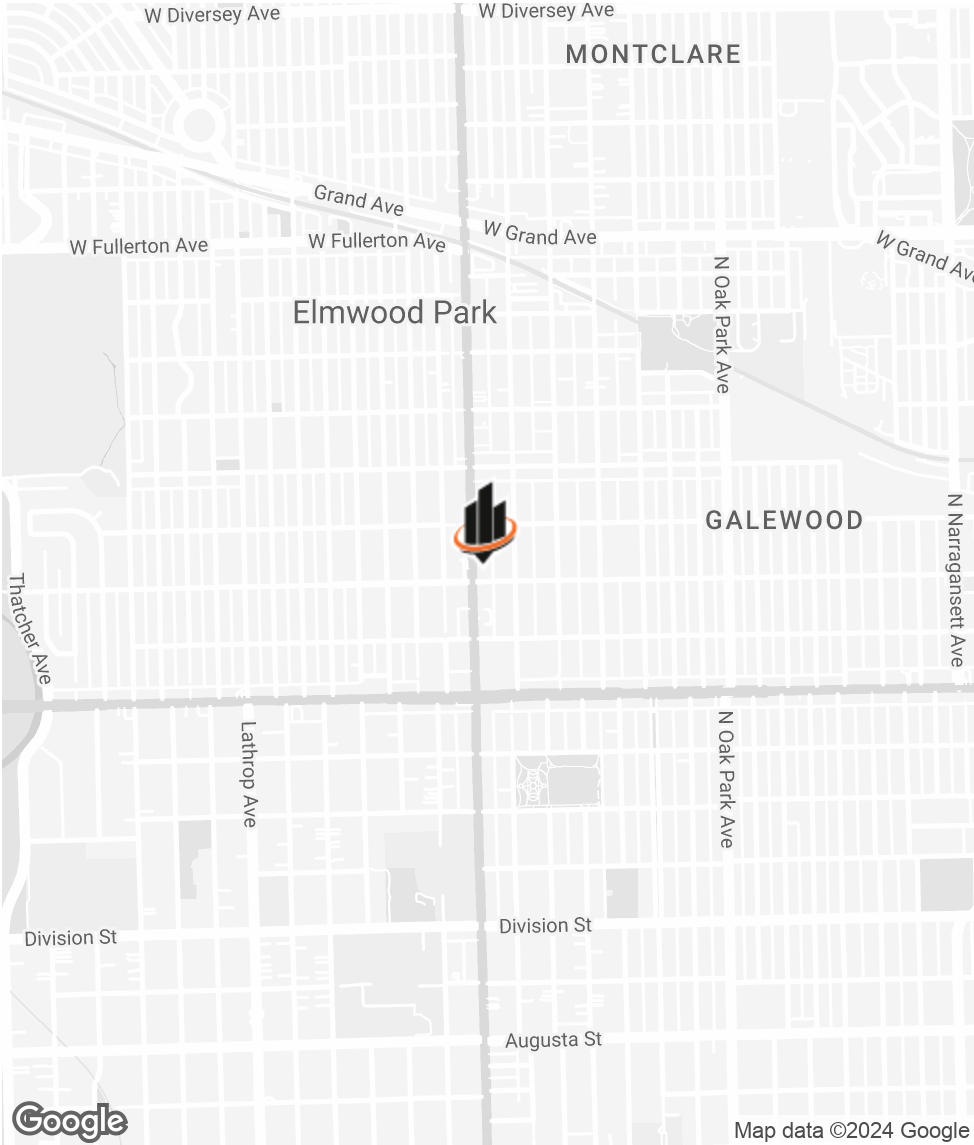 W Diversey Ave
W Diversey Ave
MONTCLARE
Grand Ave
W Grand Ave
W Fullerton Ave
W Fullerton Ave
W Grand Ave
N Oak Park Ave
Elmwood Park
GALEWOOD
N Narragansett Ave
Thatcher Ave
Lathrop Ave
N Oak Park Ave
Division St
Division St
Augusta St
Google
Map data ©2024 Google